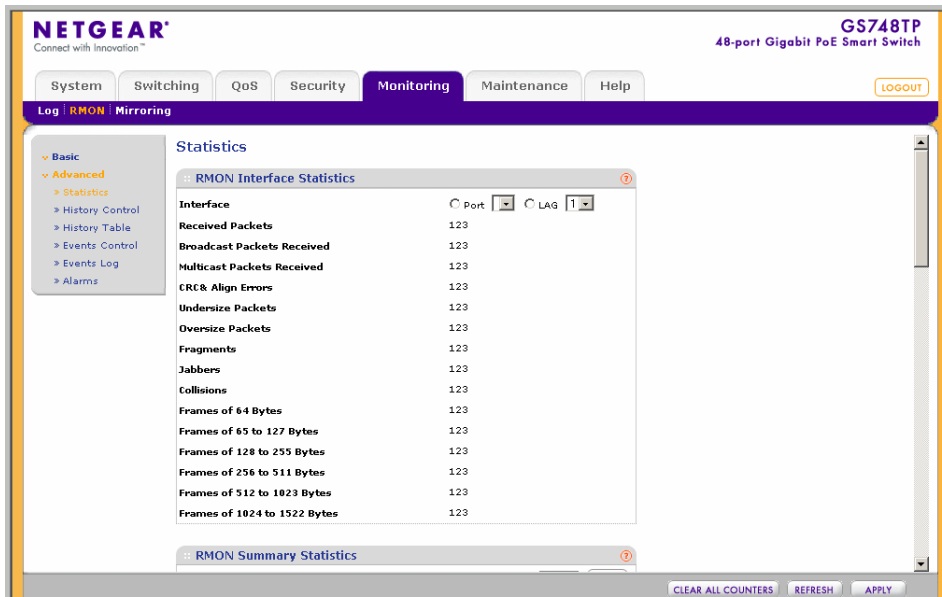 NETGEAR®
Connect with Innovation™
GS748TP
48-port Gigabit PoE Smart Switch
System Switching QoS Security Monitoring Maintenance Help
LOGOUT
Log RMON Mirroring
Basic
Advanced
» Statistics
» History Control
» History Table
» Events Control
» Events Log
» Alarms
Statistics
RMON Interface Statistics ?
Interface Port LAG 1
Received Packets 123
Broadcast Packets Received 123
Multicast Packets Received 123
CRC& Align Errors 123
Undersize Packets 123
Oversize Packets 123
Fragments 123
Jabbers 123
Collisions 123
Frames of 64 Bytes 123
Frames of 65 to 127 Bytes 123
Frames of 128 to 255 Bytes 123
Frames of 256 to 511 Bytes 123
Frames of 512 to 1023 Bytes 123
Frames of 1024 to 1522 Bytes 123
RMON Summary Statistics ?
CLEAR ALL COUNTERS REFRESH APPLY